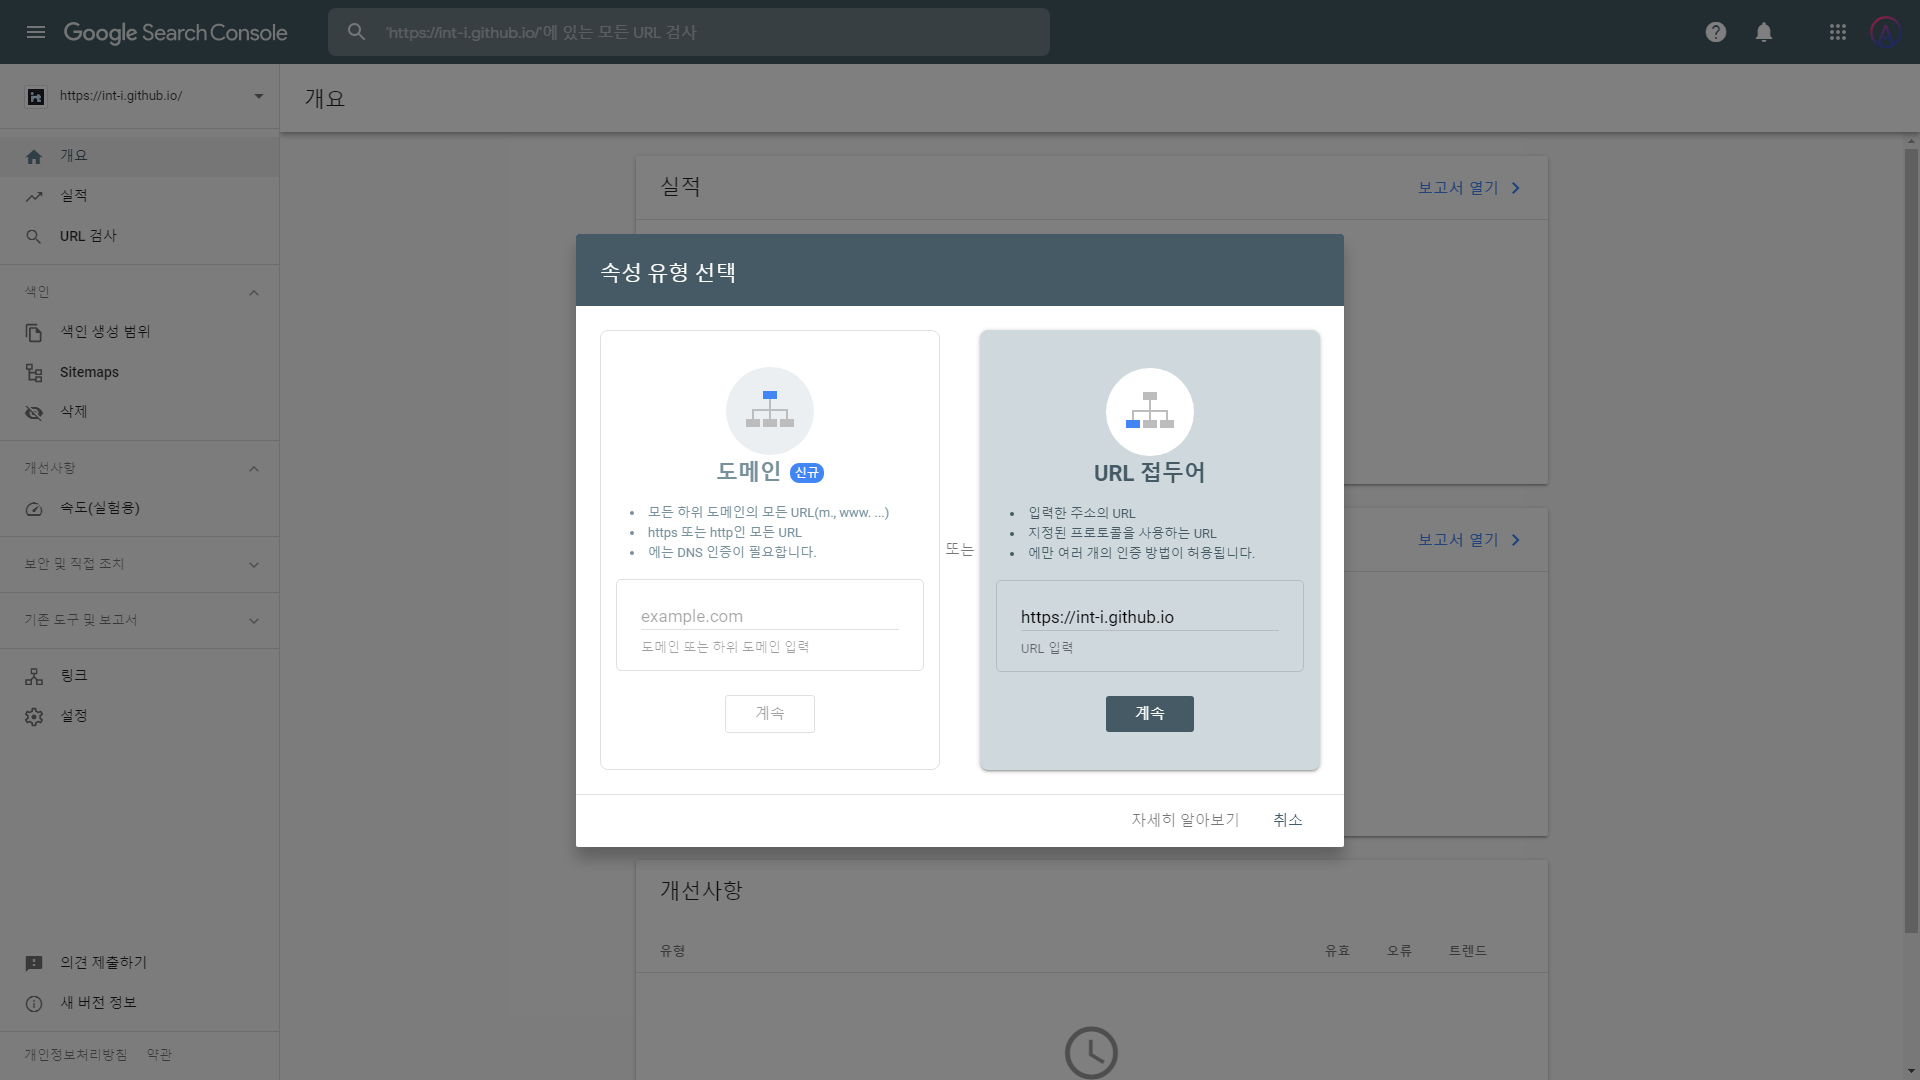 Google Search Console
'https://int-i.github.io/'에 있는 모든 URL 검사
https://int-i.github.io/
개요
개요
실적
URL 검사
색인
색인 생성 범위
Sitemaps
삭제
개선사항
속도(실험용)
보안 및 직접 조치
기존 도구 및 보고서
링크
설정
의견 제출하기
새 버전 정보
개인정보처리방침 약관
실적
보고서 열기
속성 유형 선택
도메인 신규
모든 하위 도메인의 모든 URL(m., www. ...)
https 또는 http인 모든 URL
에는 DNS 인증이 필요합니다.
example.com
도메인 또는 하위 도메인 입력
계속
또는
URL 접두어
입력한 주소의 URL
지정된 프로토콜을 사용하는 URL
에만 여러 개의 인증 방법이 허용됩니다.
https://int-i.github.io
URL 입력
계속
자세히 알아보기 취소
보고서 열기
개선사항
유형 유효 오류 트렌드